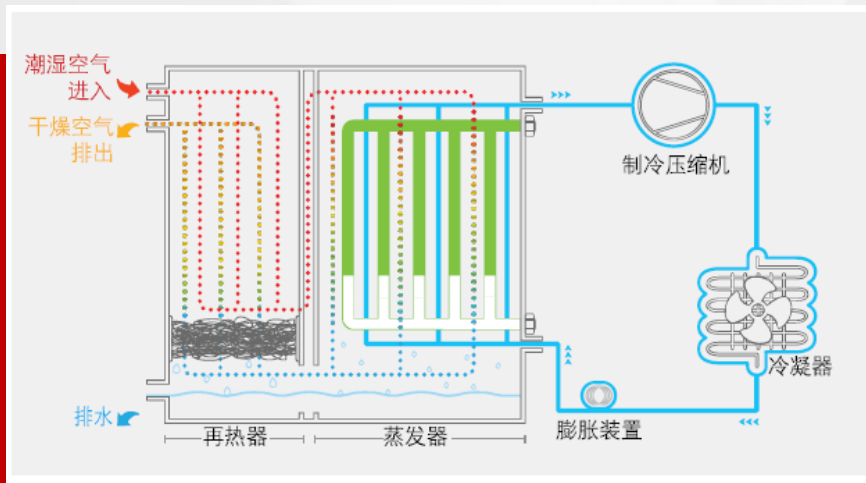 潮湿空气
进入
干燥空气
排出
制冷压缩机
冷凝器
排水
再热器
蒸发器
膨胀装置